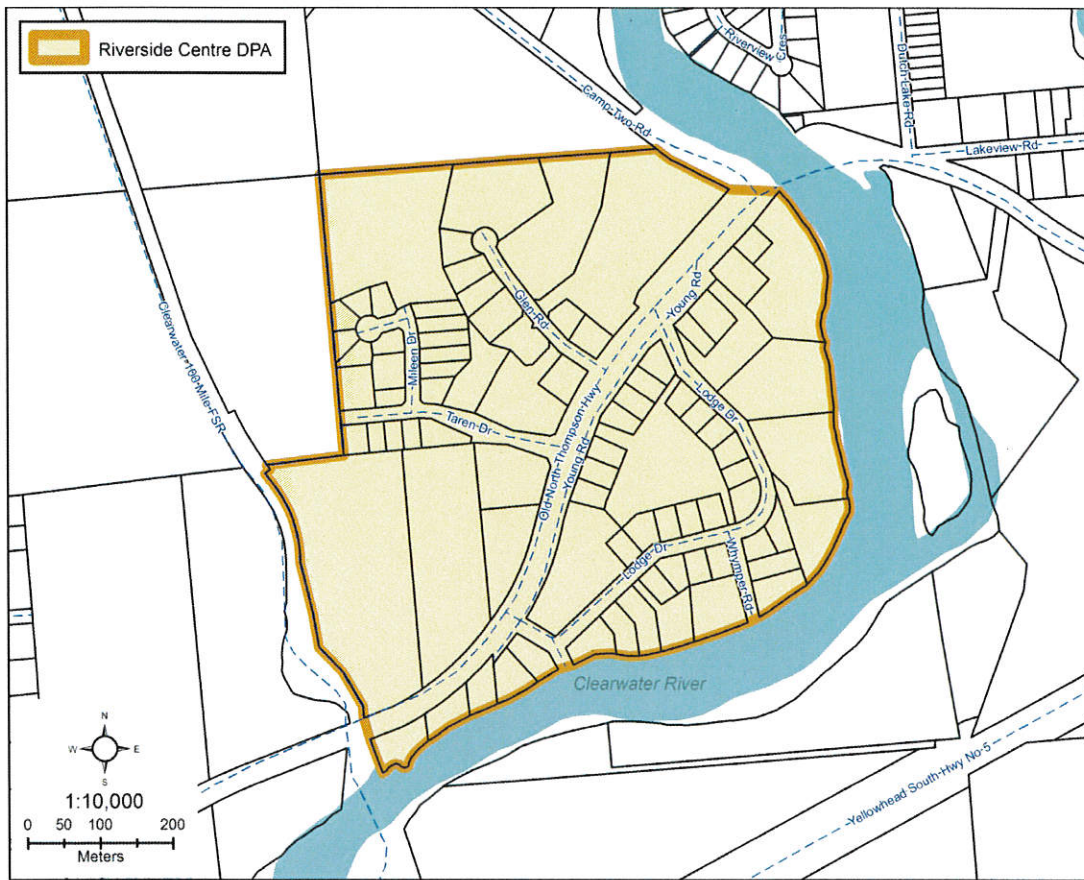 Riverside Centre DPA
Riverview
Cres
Dutch-Lake-Rd
Camp-Two-Rd
Lakeview-Rd
Clearwater-100-Mile-FSR
Glen-Rd
Young Rd
Mileen Dr
Lodge Dr
Taren Dr
Old-North-Thompson-Hwy
Young Rd
Lodge-Dr
Whymper-Rd
Clearwater River
Yellowhead South-Hwy No-5
N
W
E
S
1:10,000
0 50 100 200
Meters